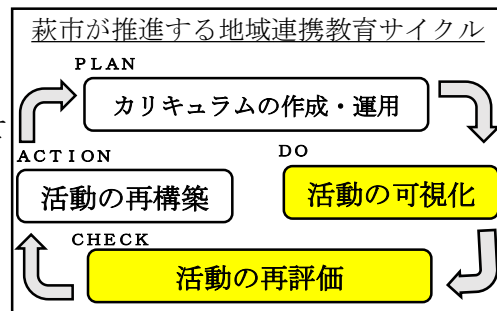 萩市が推進する地域連携教育サイクル
PLAN
カリキュラムの作成・運用
ACTION
活動の再構築
DO
活動の可視化
CHECK
活動の再評価